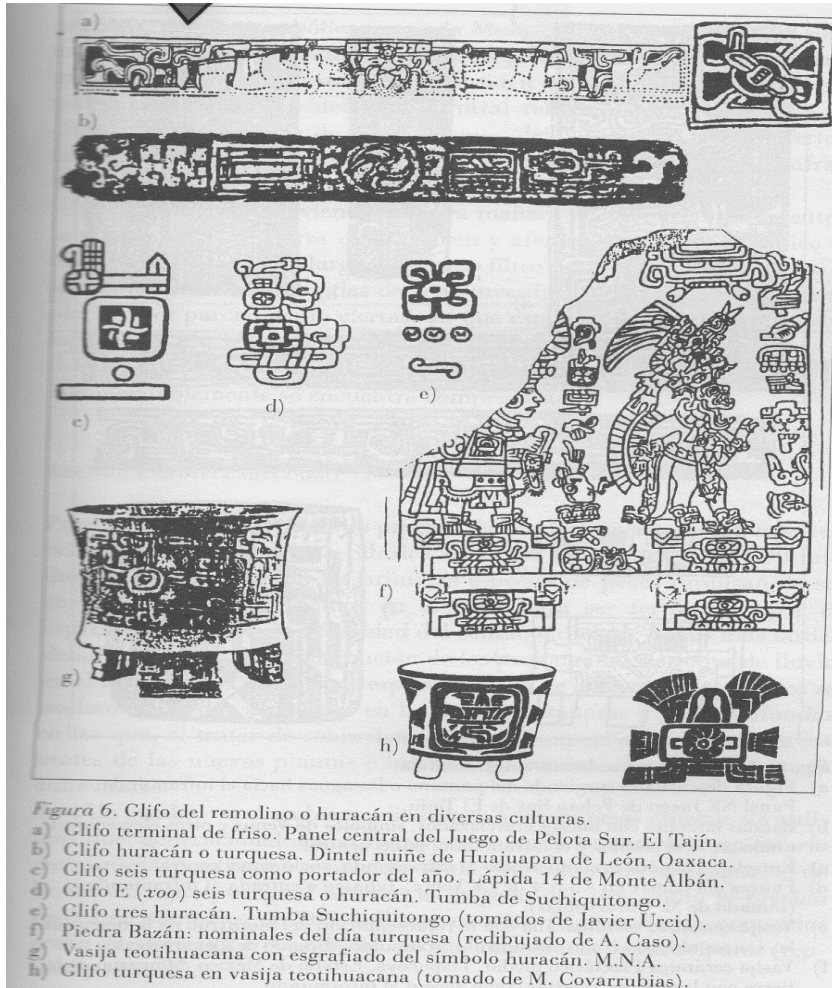 a)
b)
c)
d)
e)
f)
g)
h)
Figura 6. Glifo del remolino o huracán en diversas culturas.
a) Glifo terminal de friso. Panel central del Juego de Pelota Sur. El Tajín.
b) Glifo huracán o turquesa. Dintel nuiñe de Huajuapan de León, Oaxaca.
c) Glifo seis turquesa como portador del año. Lápida 14 de Monte Albán.
d) Glifo E (xoo) seis turquesa o huracán. Tumba de Suchiquitongo.
e) Glifo tres huracán. Tumba Suchiquitongo (tomados de Javier Urcid).
f) Piedra Bazán: numinales del día turquesa (redibujado de A. Caso).
g) Vasija teotihuacana con esgrafiado del símbolo huracán. M.N.A.
h) Glifo turquesa en vasija teotihuacana (tomado de M. Covarrubias).